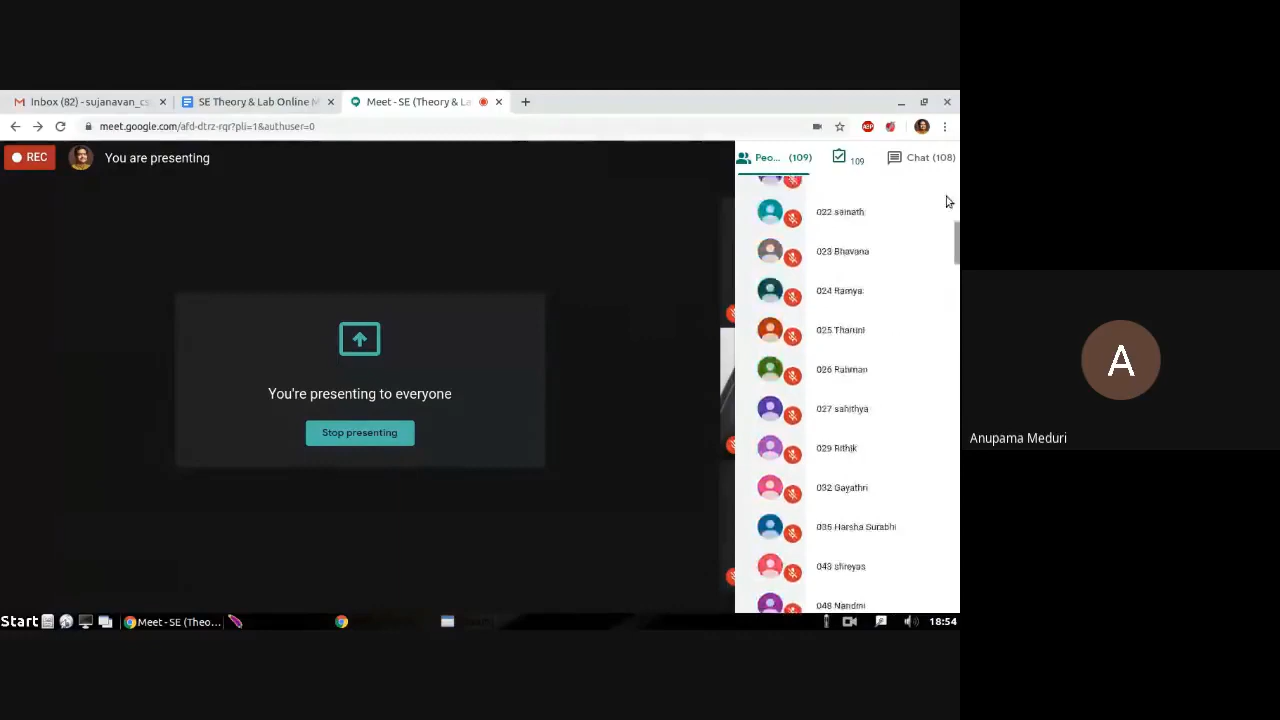 Inbox (82) - sujanavan_cs
SE Theory & Lab Online M
Meet - SE (Theory & La
meet.google.com/afd-dtrz-rqr?pli=1&authuser=0
ABP
REC
You are presenting
Peo... (109)
109
Chat (108)
022 sainath
023 Bhavana
024 Ramya
025 Tharuni
026 Rahman
027 sahithya
029 Rithik
032 Gayathri
035 Harsha Surabhi
043 shreyas
048 Nandini
You're presenting to everyone
Stop presenting
A
Anupama Meduri
Start
Meet - SE (Theo...
18:54